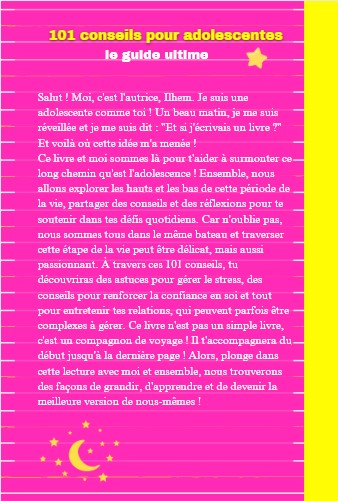 101 conseils pour adolescentes
le guide ultime
Salut ! Moi, c'est l'autrice, Ilhem. Je suis une
adolescente comme toi ! Un beau matin, je me suis
réveillée et je me suis dit : "Et si j'écrivais un livre ?"
Et voilà où cette idée m'a menée !
Ce livre et moi sommes là pour t'aider à surmonter ce
long chemin qu'est l'adolescence ! Ensemble, nous
allons explorer les hauts et les bas de cette période de
la vie, partager des conseils et des réflexions pour te
soutenir dans tes défis quotidiens. Car n'oublie pas,
nous sommes tous dans le même bateau et traverser
cette étape de la vie peut être délicat, mais aussi
passionnant. À travers ces 101 conseils, tu
découvriras des astuces pour gérer le stress, des
conseils pour renforcer la confiance en soi et tout
pour entretenir tes relations, qui peuvent parfois être
complexes à gérer. Ce livre n'est pas un simple livre,
c'est un compagnon de voyage ! Il t'accompagnera du
début jusqu'à la dernière page ! Alors, plonge dans
cette lecture avec moi et ensemble, nous trouverons
des façons de grandir, d'apprendre et de devenir la
meilleure version de nous-mêmes !